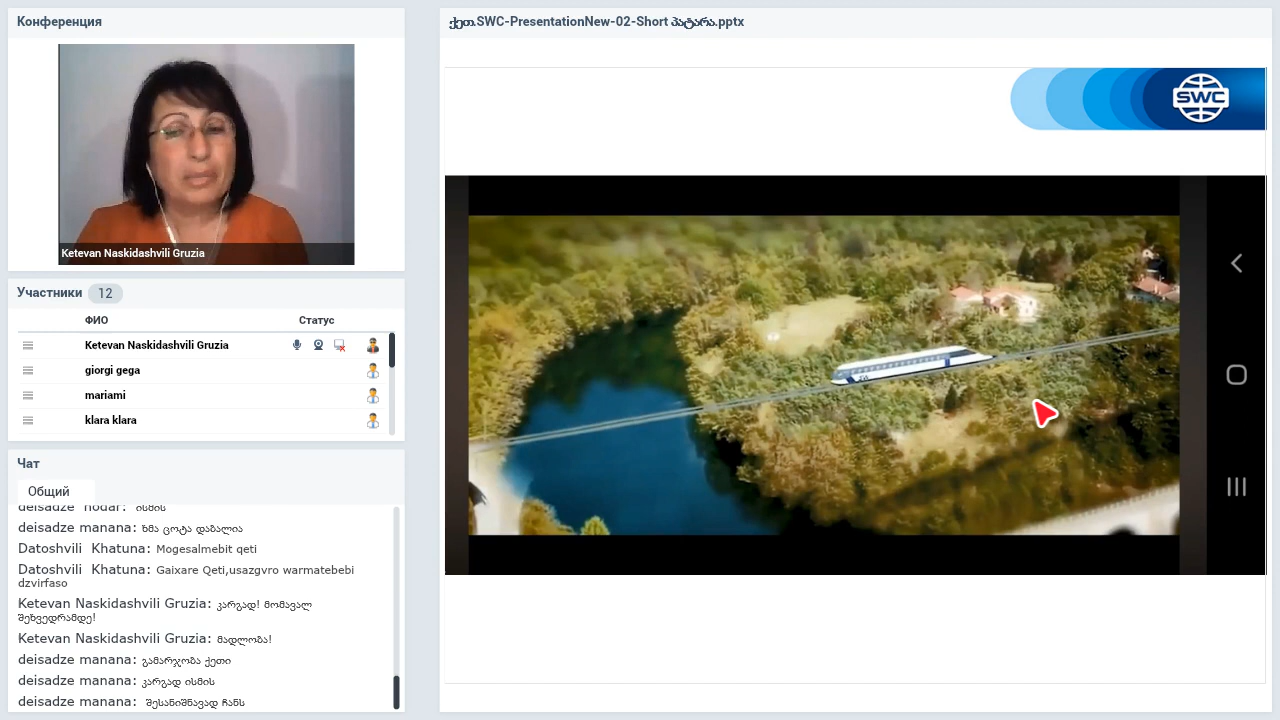 Конференция
Ketevan Naskidashvili Gruzia
Участники 12
ФИО Статус
Ketevan Naskidashvili Gruzia
giorgi gega
mariami
klara klara
Чат
Общий
deisadze nodar: ისმის
deisadze manana: ხმა ცოტა დაბალია
Datoshvili Khatuna: Mogesalmebit qeti
Datoshvili Khatuna: Gaixare Qeti,usazgvro warmatebebi
dzvirfaso
Ketevan Naskidashvili Gruzia: კარგად! მომავალ
შეხვედრამდე!
Ketevan Naskidashvili Gruzia: მადლობა!
deisadze manana: გამარჯობა ქეთი
deisadze manana: კარგად ისმის
deisadze manana: შესანიშნავად ჩანს
ქეთ.SWC-PresentationNew-02-Short პატარა.pptx
SWC